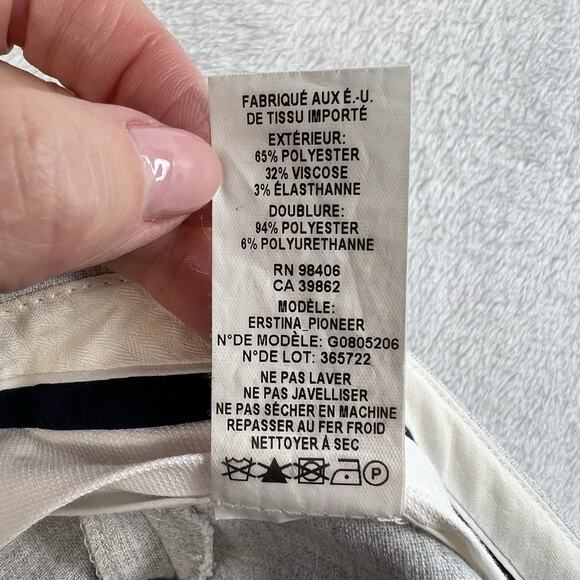 FABRIQUÉ AUX É.-U.
DE TISSU IMPORTÉ
EXTÉRIEUR:
65% POLYESTER
32% VISCOSE
3% ÉLASTHANNE
DOUBLURE:
94% POLYESTER
6% POLYURETHANNE
RN 98406
CA 39862
MODÈLE:
ERSTINA_PIONEER
N°DE MODÈLE: G0805206
N°DE LOT: 365722
NE PAS LAVER
NE PAS JAVELLISER
NE PAS SÉCHER EN MACHINE
REPASSER AU FER FROID
NETTOYER À SEC
P